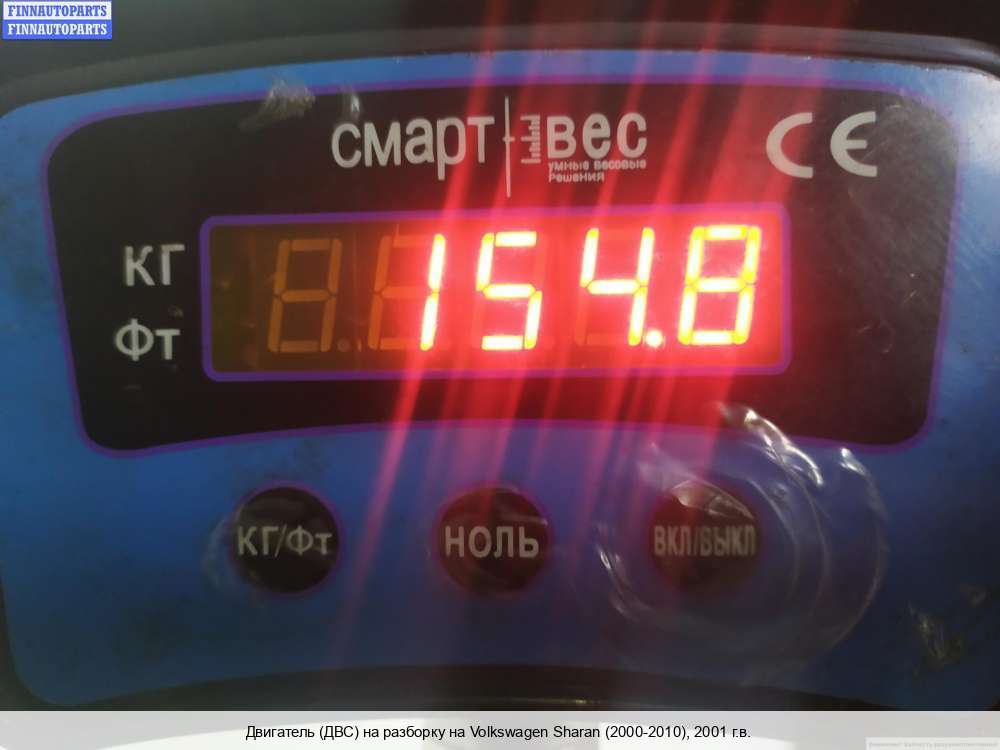 FINNAUTOPARTS
FINNAUTOPARTS
смарт вес
умные весовые
решения
CE
КГ
Фт
154.8
КГ/Фт
НОЛЬ
ВКЛ/ВЫКЛ
Двигатель (ДВС) на разборку на Volkswagen Sharan (2000-2010), 2001 г.в.